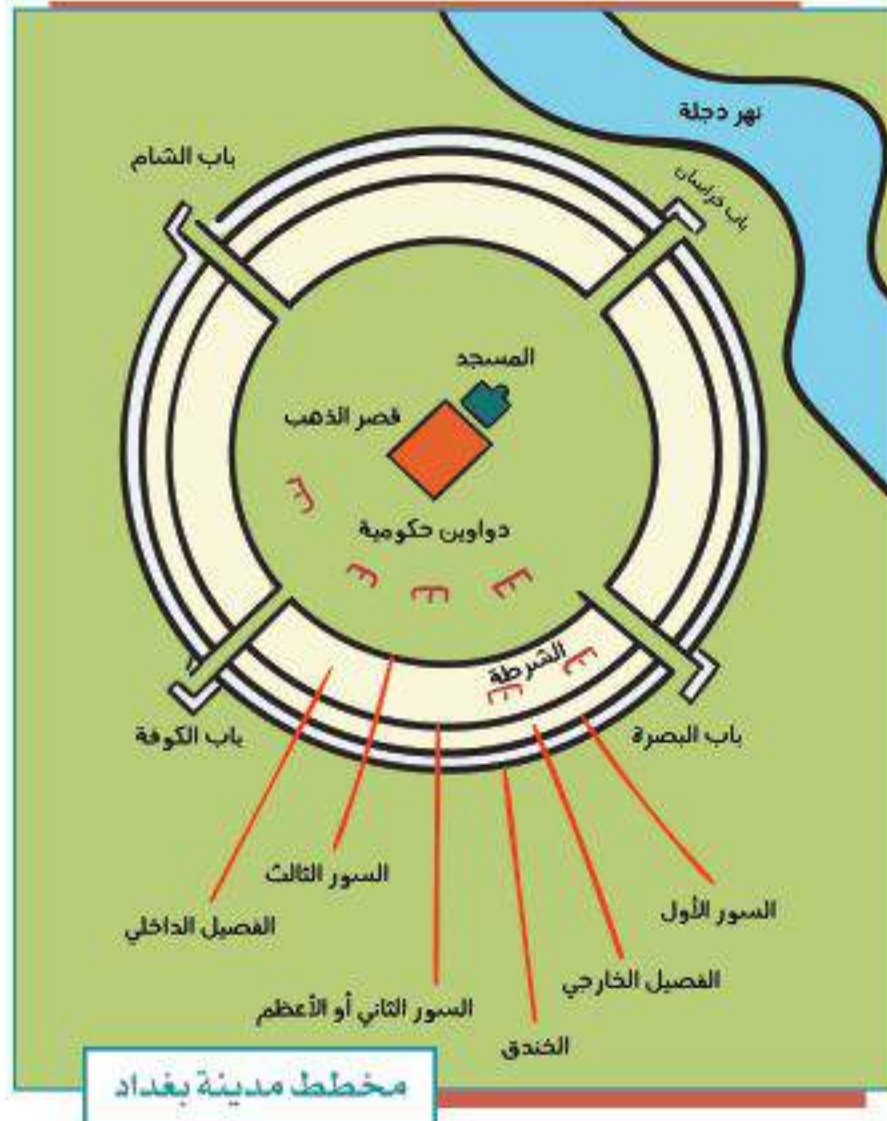 نهر دجلة
باب الشام
باب خراسان
المسجد
قصر الذهب
دواوين حكومية
الشرطة
باب الكوفة
باب البصرة
السور الثالث
السور الأول
الفصيل الداخلي
الفصيل الخارجي
السور الثاني أو الأعظم
الخندق
مخطط مدينة بغداد